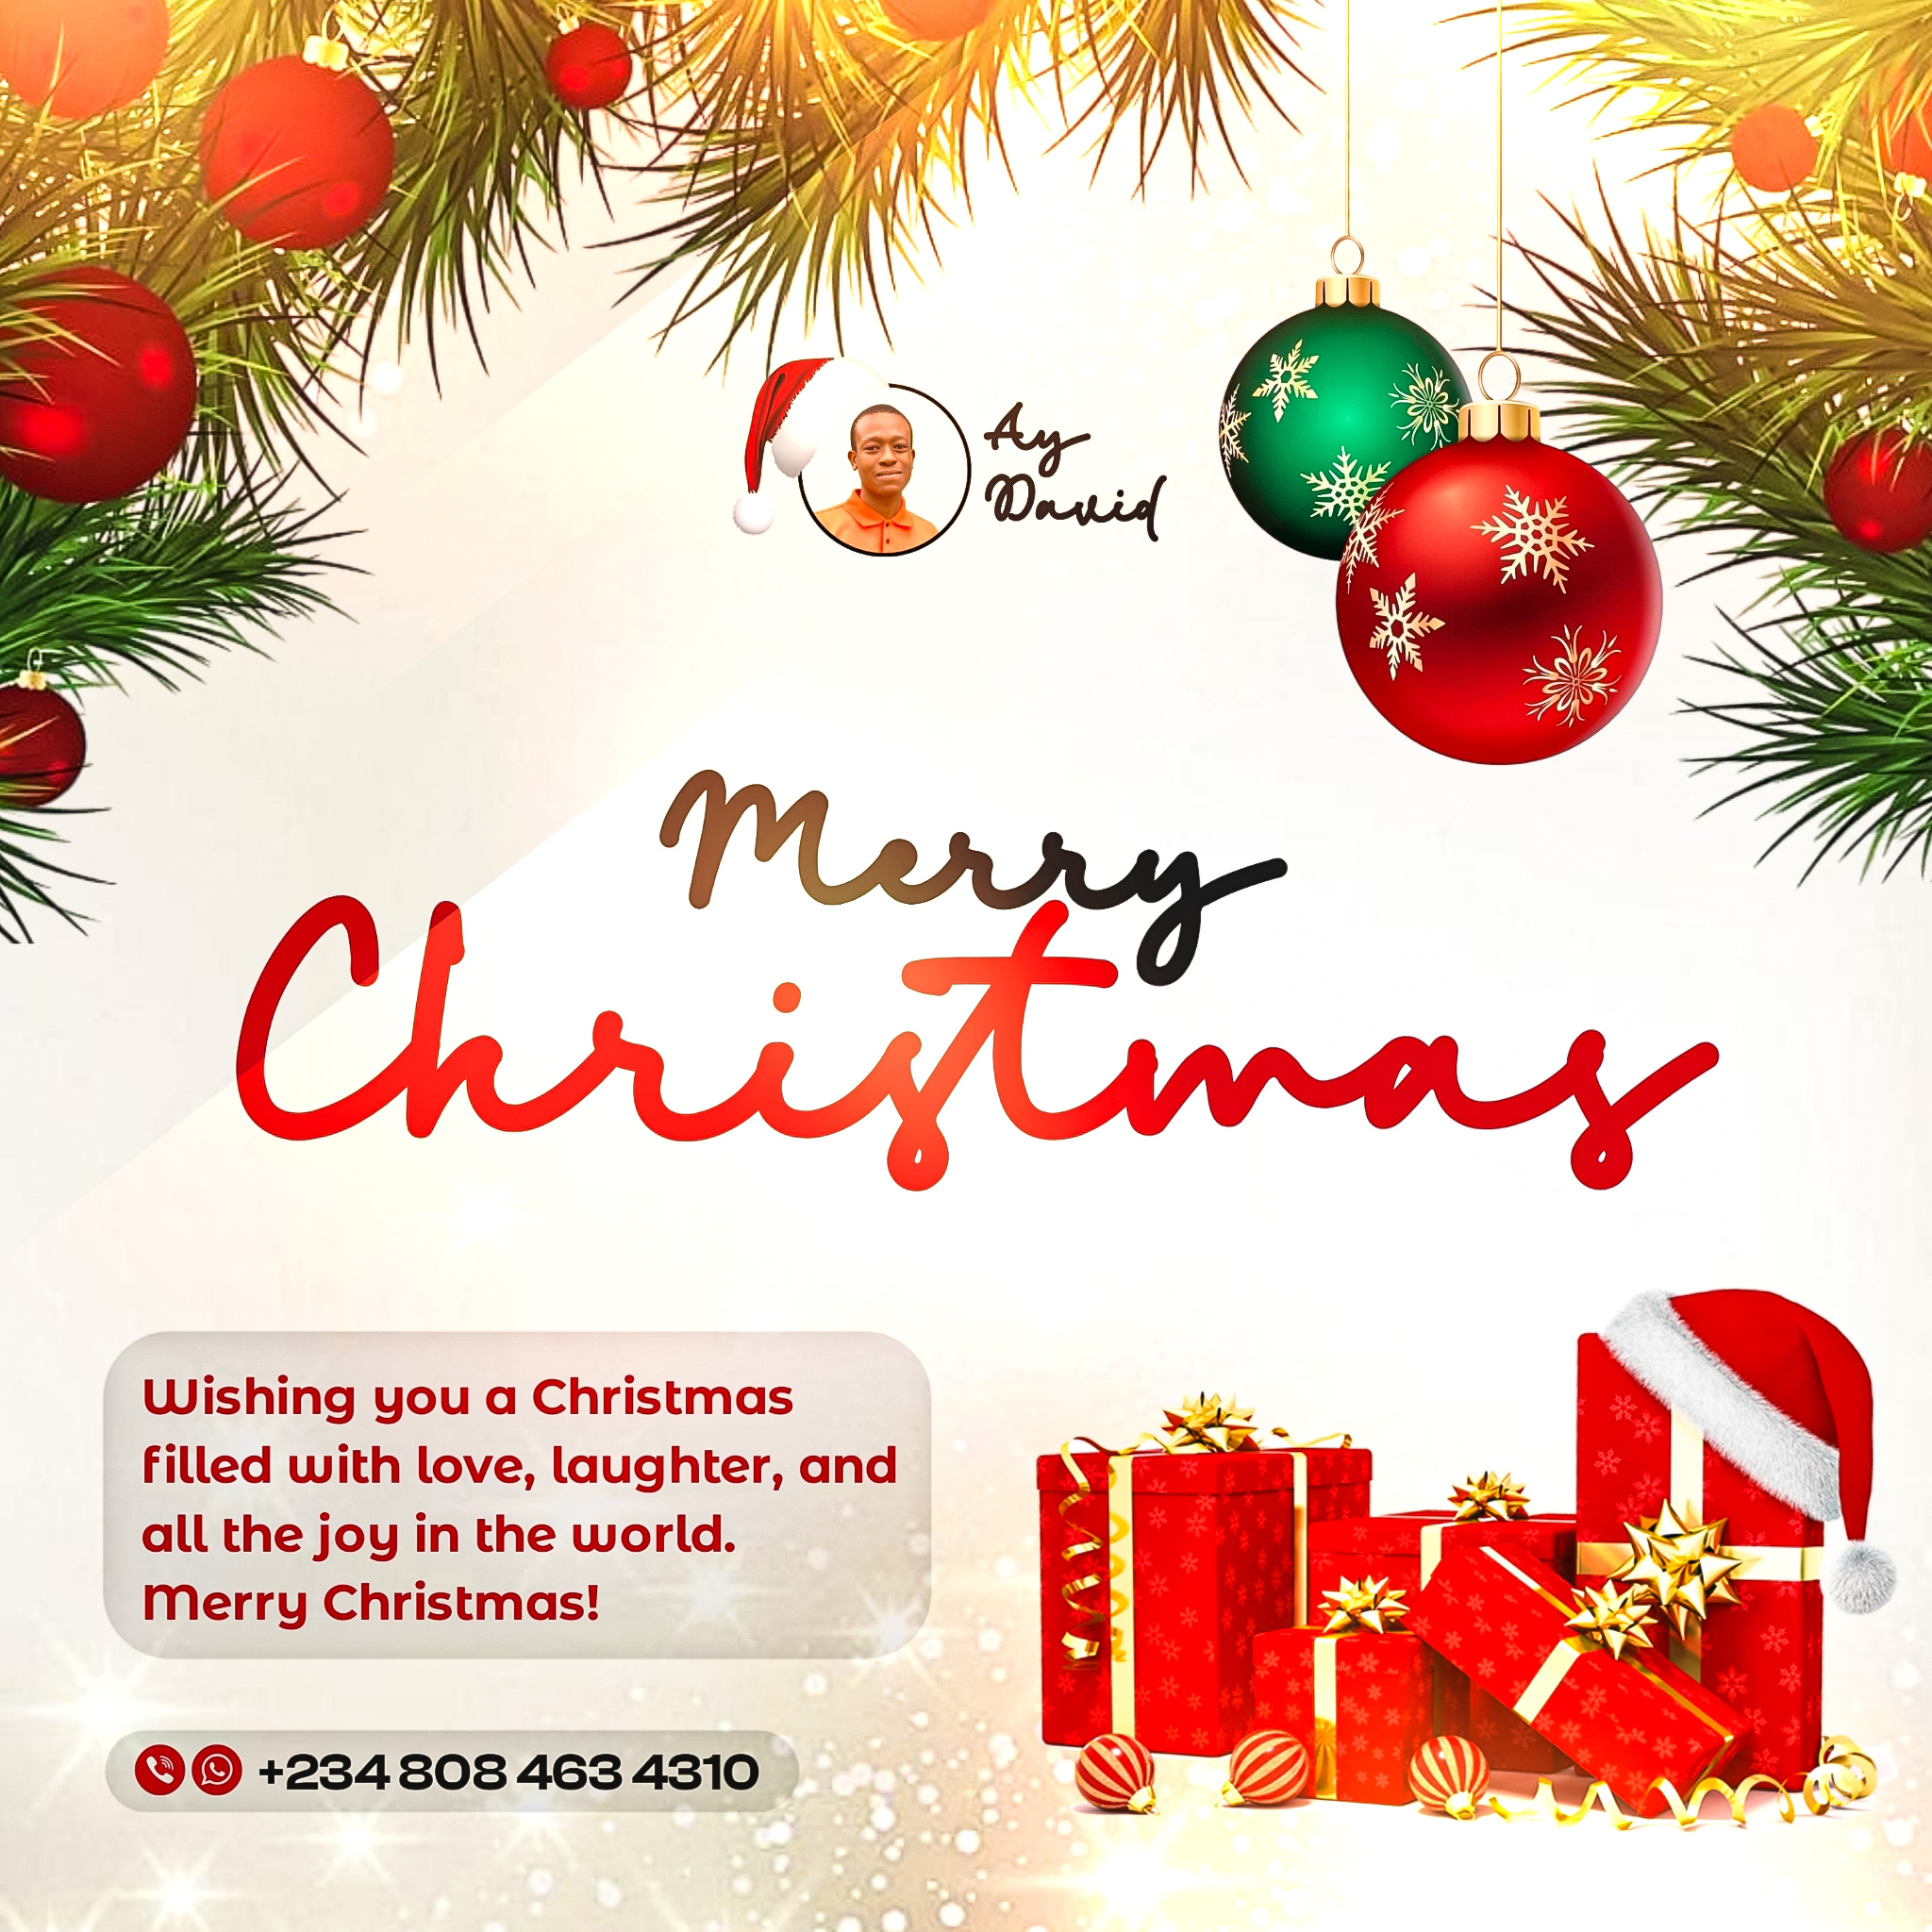 Ay
David
Merry
Christmas
Wishing you a Christmas
filled with love, laughter, and
all the joy in the world.
Merry Christmas!
+234 808 463 4310